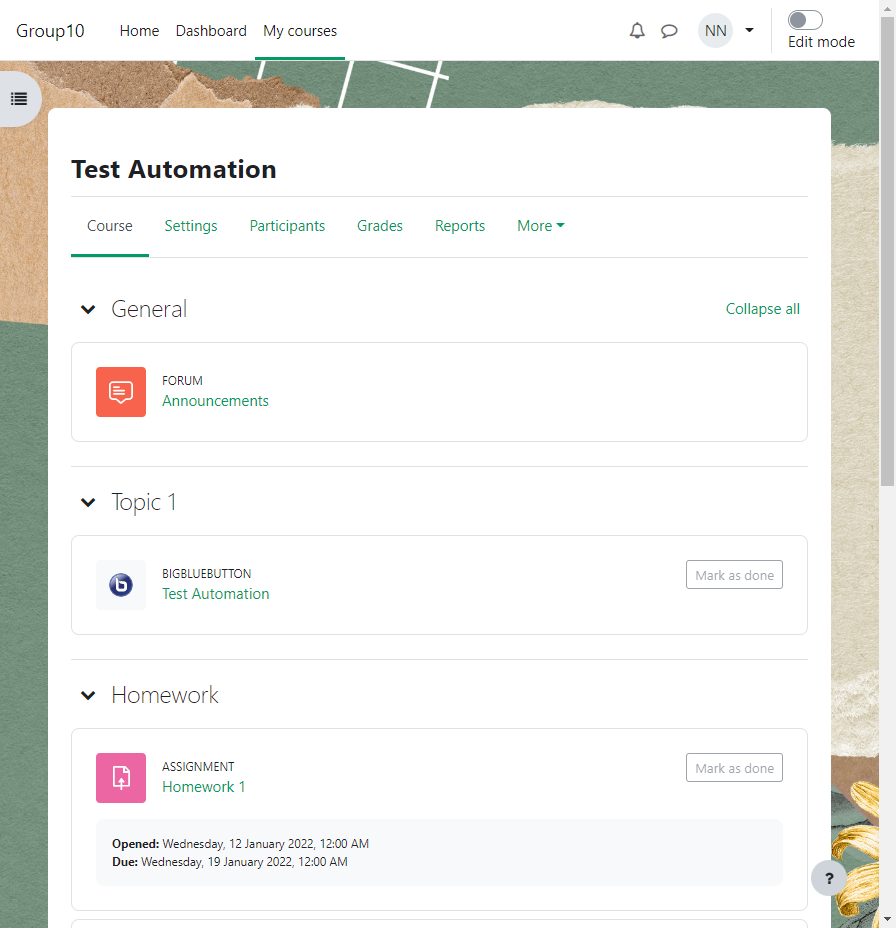 Group10 Home Dashboard My courses NN Edit mode
Test Automation
Course Settings Participants Grades Reports More
General Collapse all
FORUM
Announcements
Topic 1
BIGBLUEBUTTON Mark as done
Test Automation
Homework
ASSIGNMENT Mark as done
Homework 1
Opened: Wednesday, 12 January 2022, 12:00 AM
Due: Wednesday, 19 January 2022, 12:00 AM
?